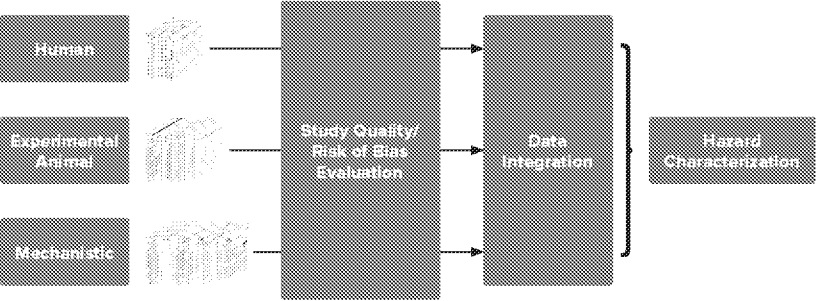 Human
Experimental
Animal
Mechanistic
Study Quality/
Risk of Bias
Evaluation
Data
Integration
Hazard
Characterization